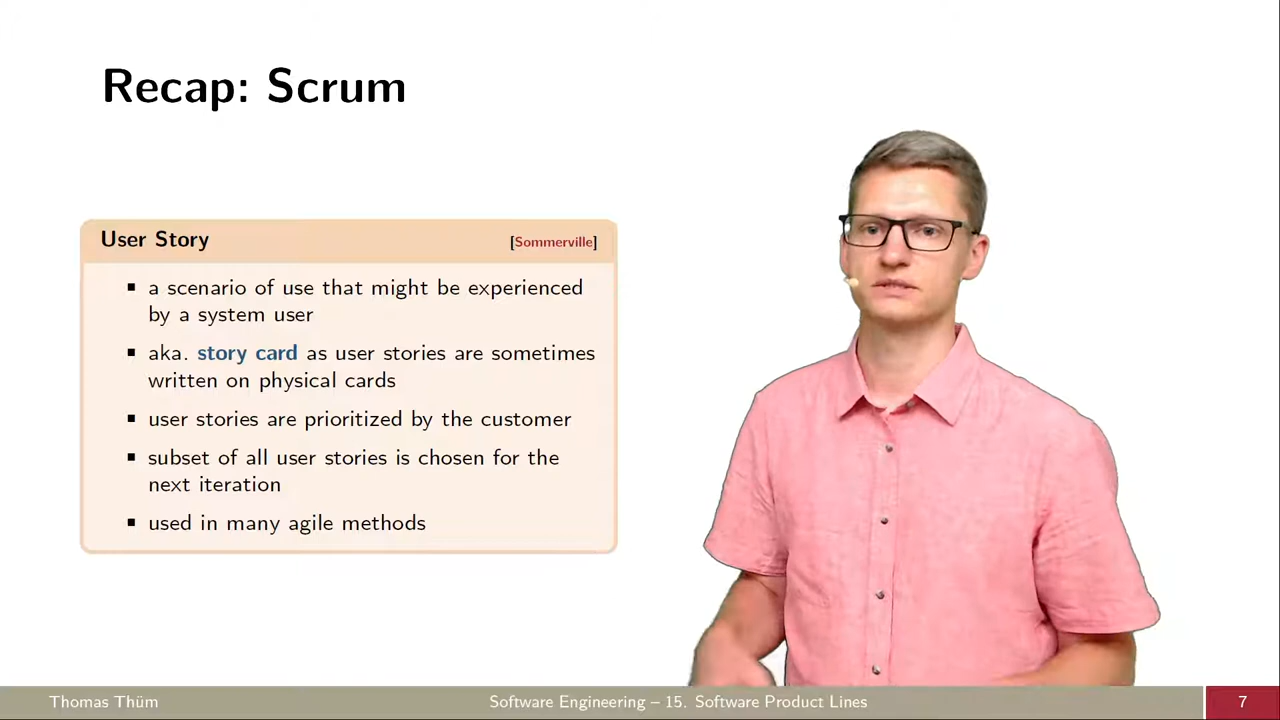 Recap: Scrum
User Story [Sommerville]
▪ a scenario of use that might be experienced
by a system user
▪ aka. story card as user stories are sometimes
written on physical cards
▪ user stories are prioritized by the customer
▪ subset of all user stories is chosen for the
next iteration
▪ used in many agile methods
Thomas Thüm Software Engineering – 15. Software Product Lines 7